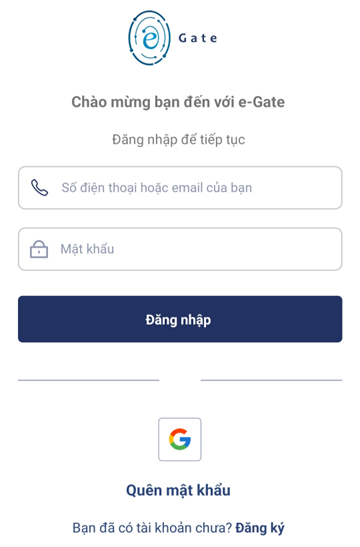 e Gate
Chào mừng bạn đến với e-Gate
Đăng nhập để tiếp tục
Số điện thoại hoặc email của bạn
Mật khẩu
Đăng nhập
Quên mật khẩu
Bạn đã có tài khoản chưa? Đăng ký